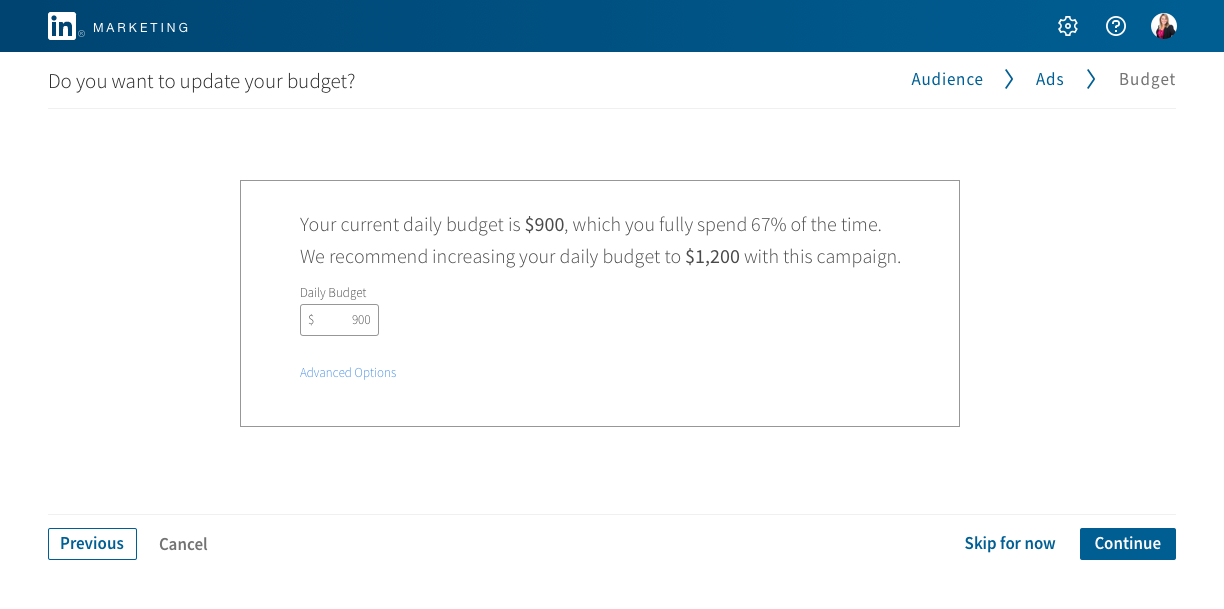 in® MARKETING
Do you want to update your budget?
Audience > Ads > Budget
Your current daily budget is $900, which you fully spend 67% of the time.
We recommend increasing your daily budget to $1,200 with this campaign.
Daily Budget
$ 900
Advanced Options
Previous Cancel Skip for now Continue